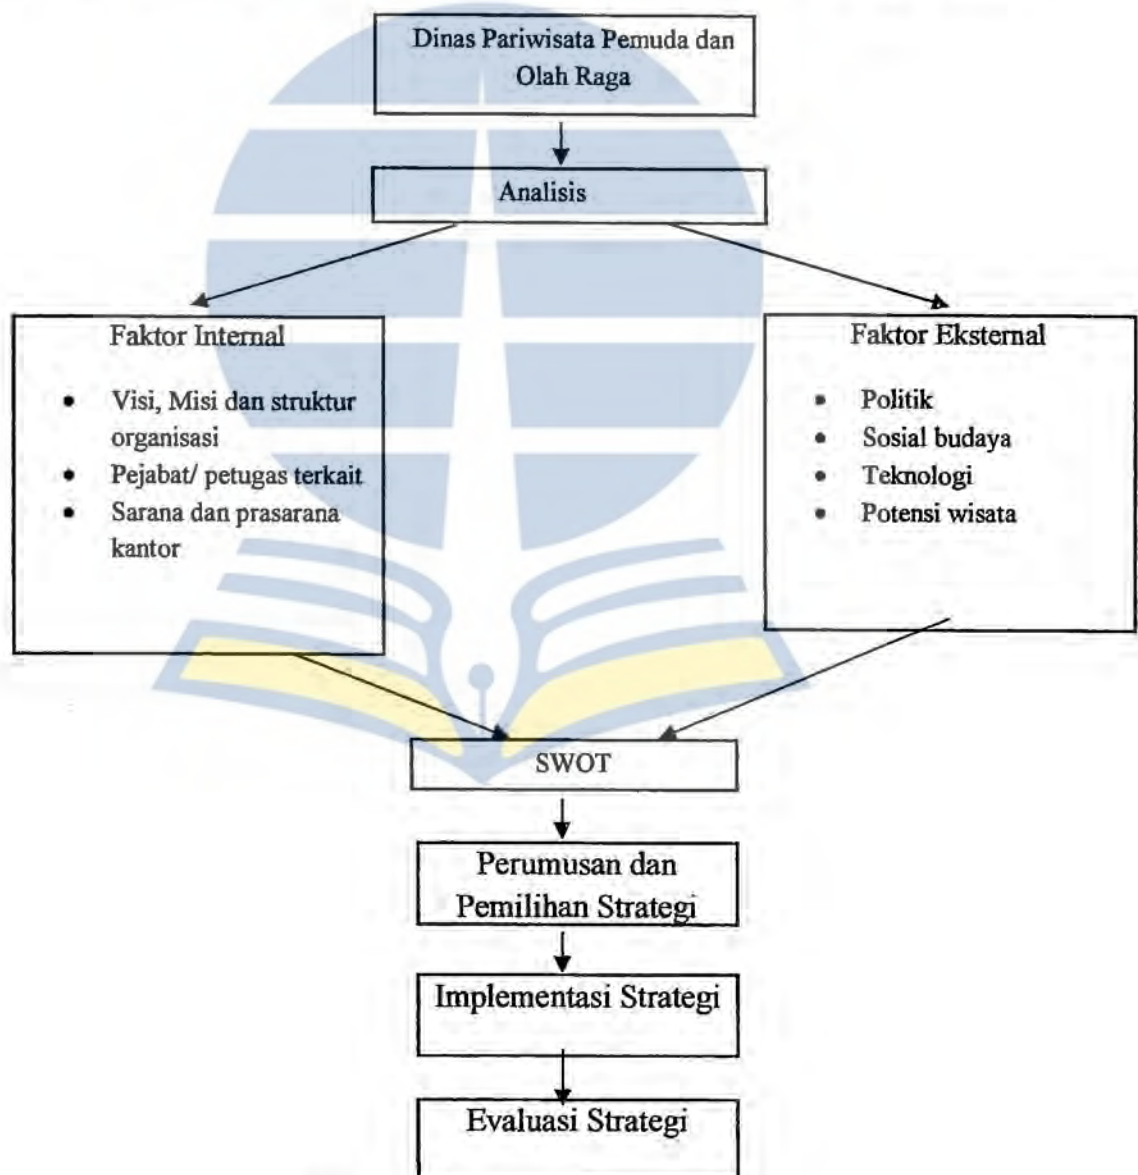 Dinas Pariwisata Pemuda dan
Olah Raga
Analisis
Faktor Internal
• Visi, Misi dan struktur
organisasi
• Pejabat/ petugas terkait
• Sarana dan prasarana
kantor
Faktor Eksternal
• Politik
• Sosial budaya
• Teknologi
• Potensi wisata
SWOT
Perumusan dan
Pemilihan Strategi
Implementasi Strategi
Evaluasi Strategi